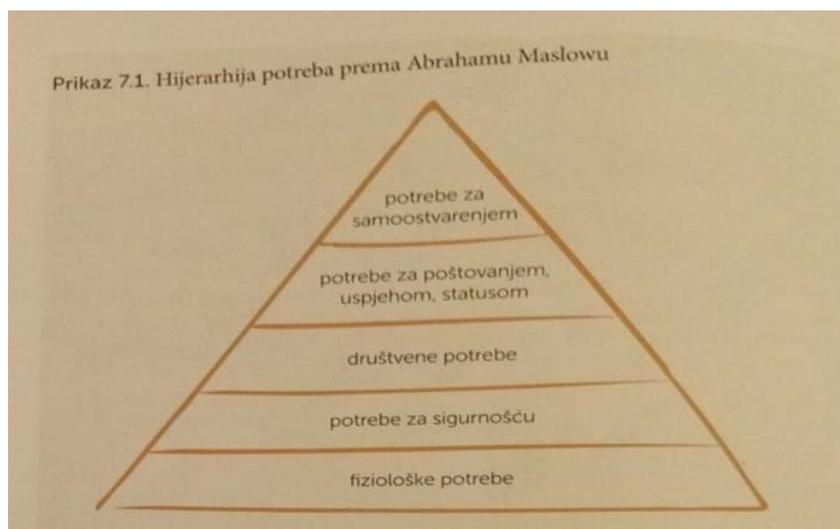 Prikaz 7.1. Hijerarhija potreba prema Abrahamu Maslowu
potrebe za
samoostvarenjem
potrebe za poštovanjem,
uspjehom, statusom
društvene potrebe
potrebe za sigurnošću
fiziološke potrebe